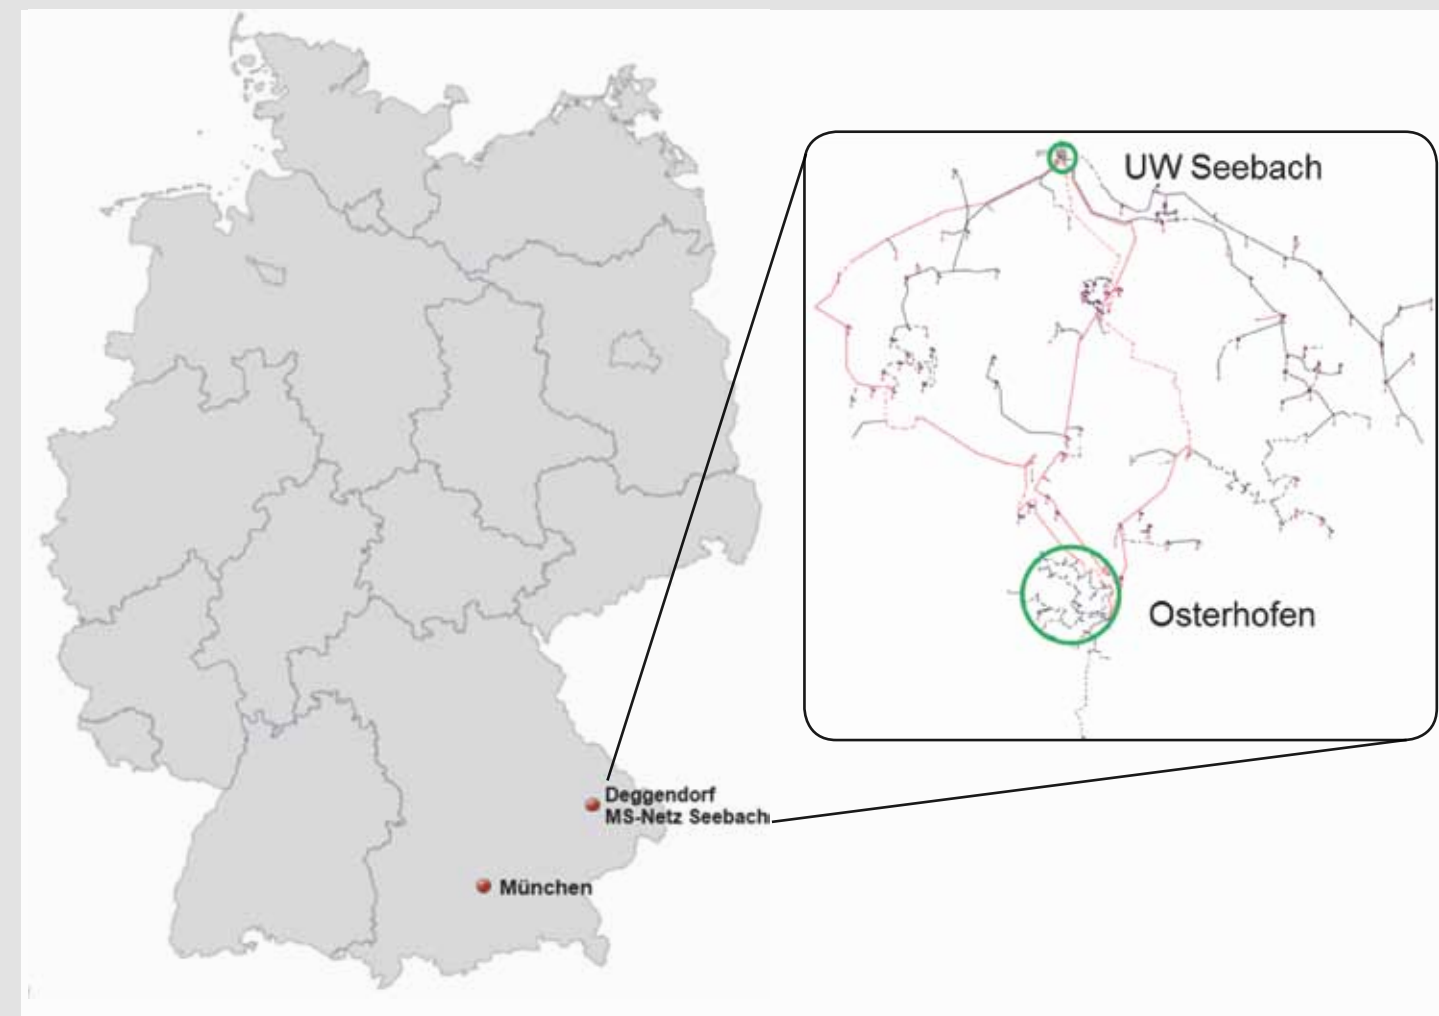 UW Seebach
Osterhofen
Deggendorf
MS-Netz Seebach
München